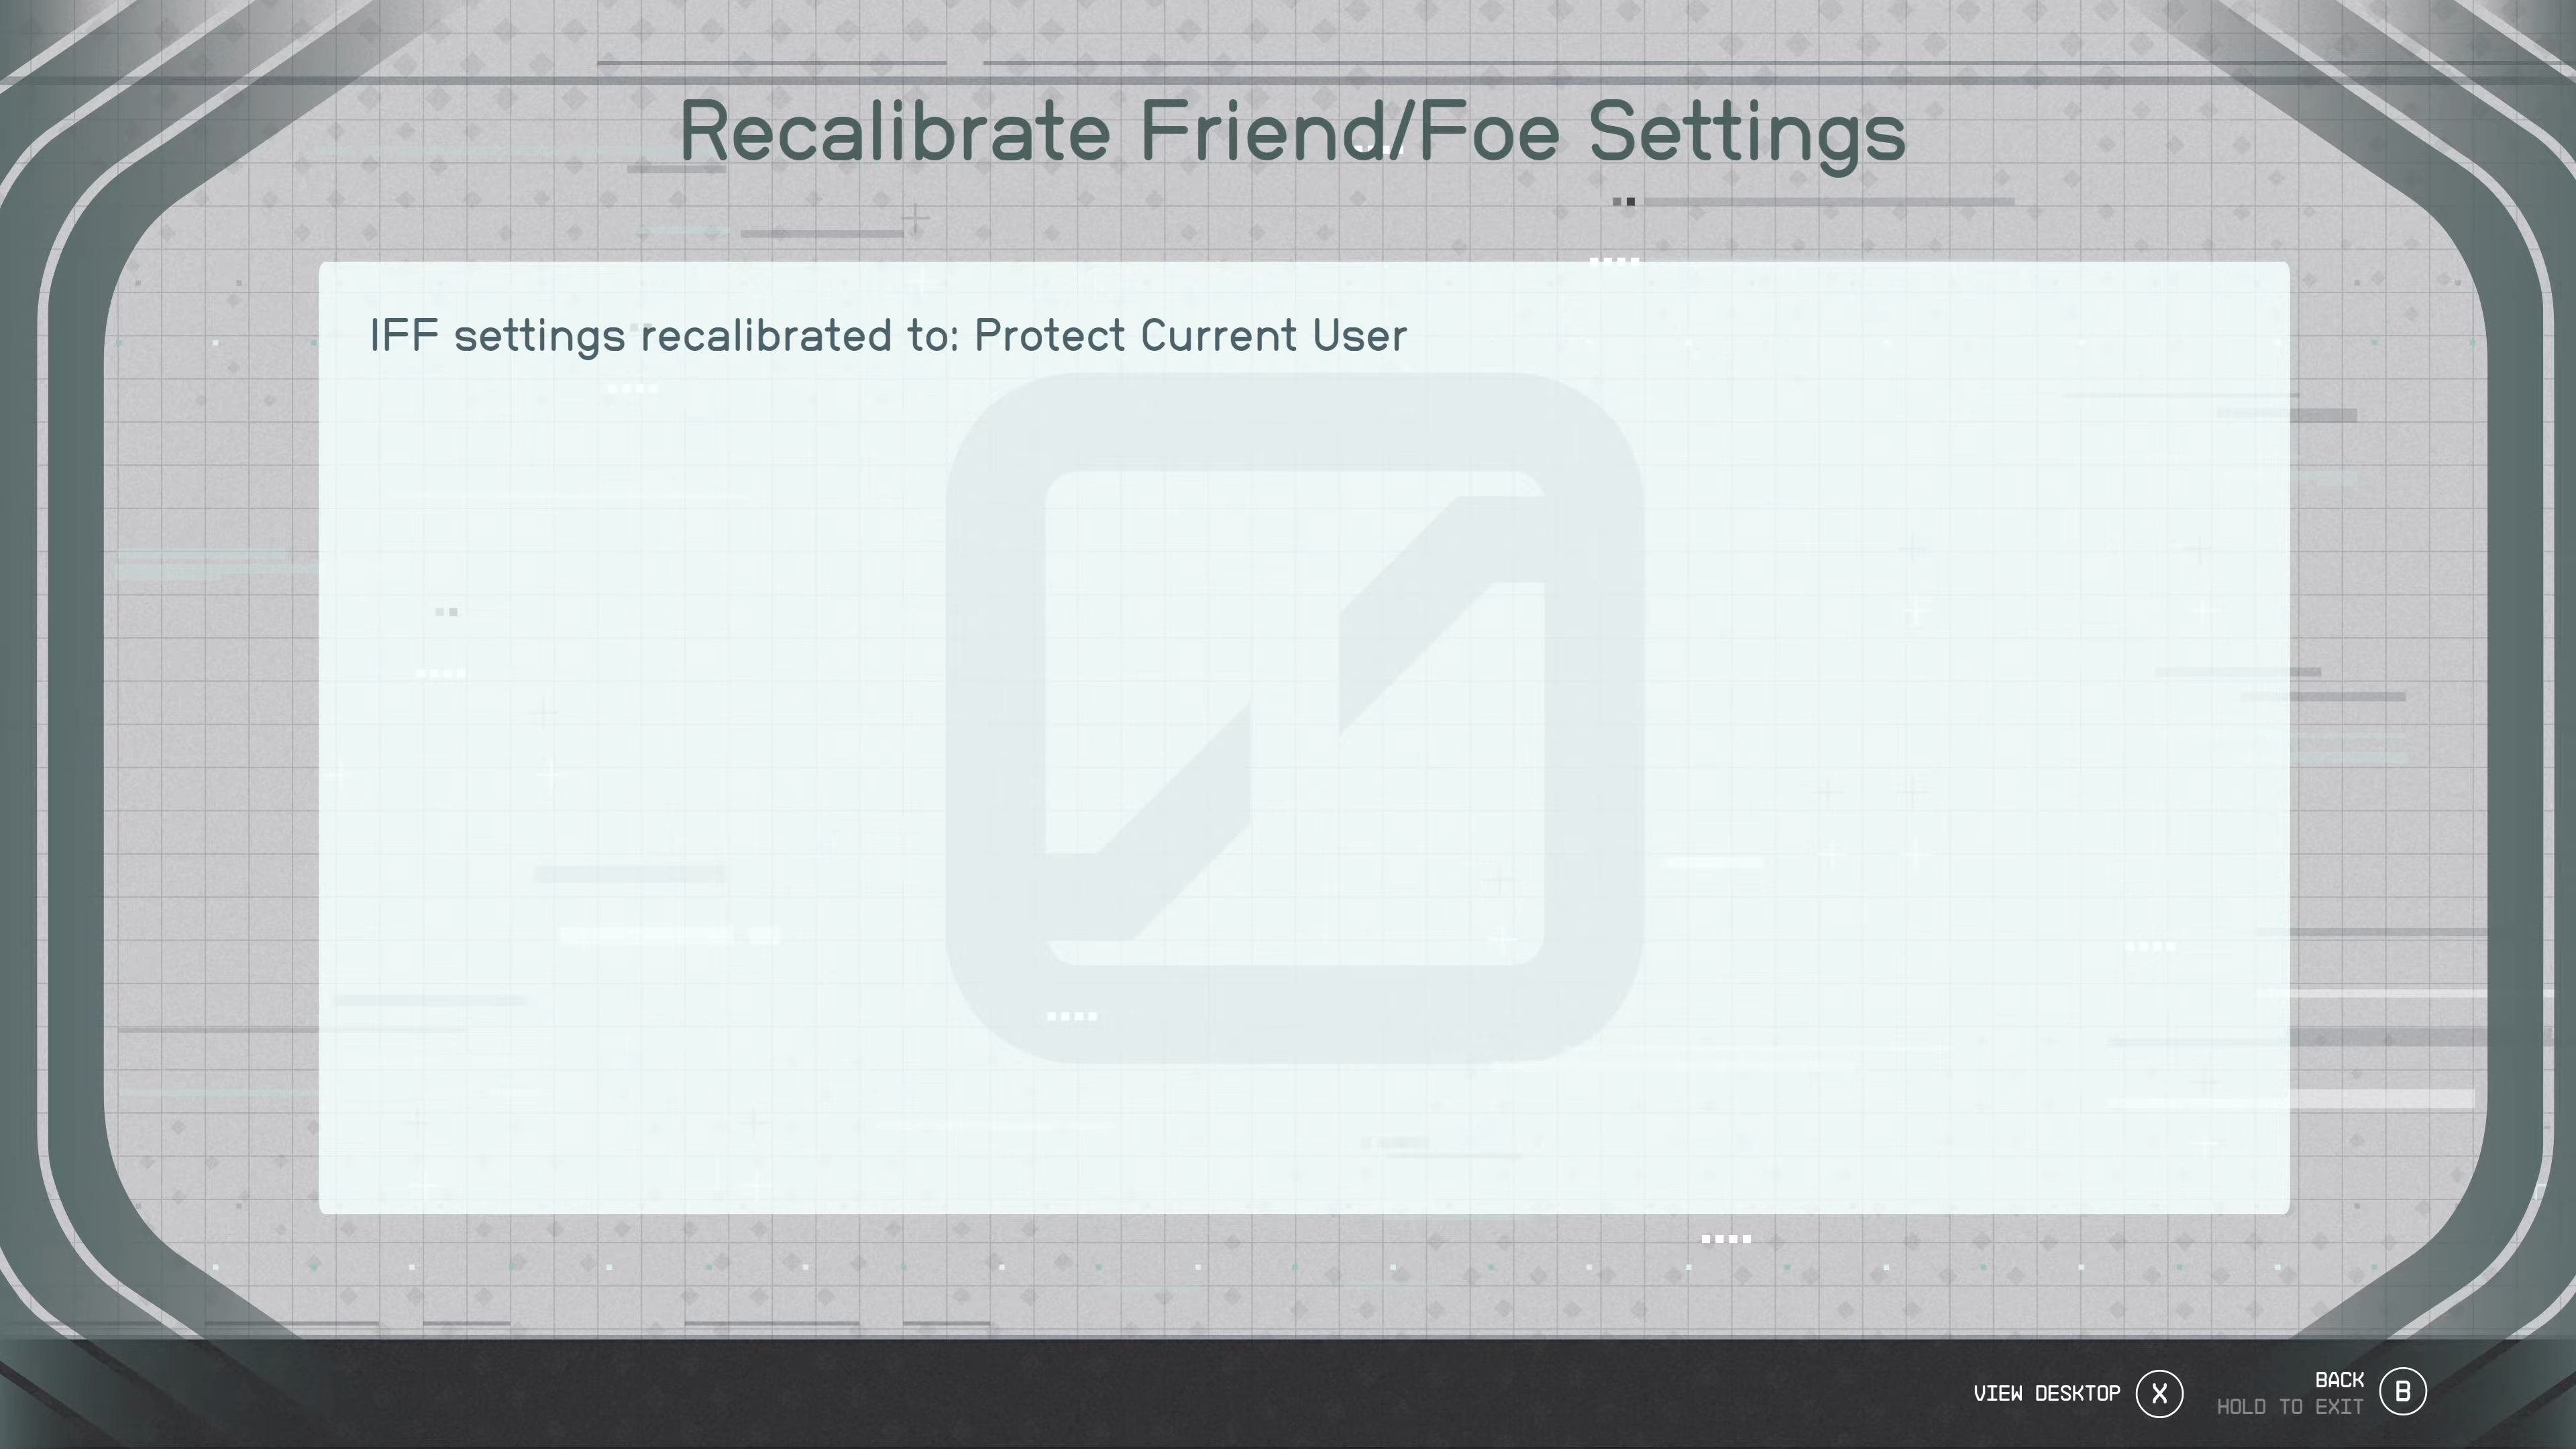 Recalibrate Friend/Foe Settings
IFF settings recalibrated to: Protect Current User
VIEW DESKTOP X
BACK B
HOLD TO EXIT